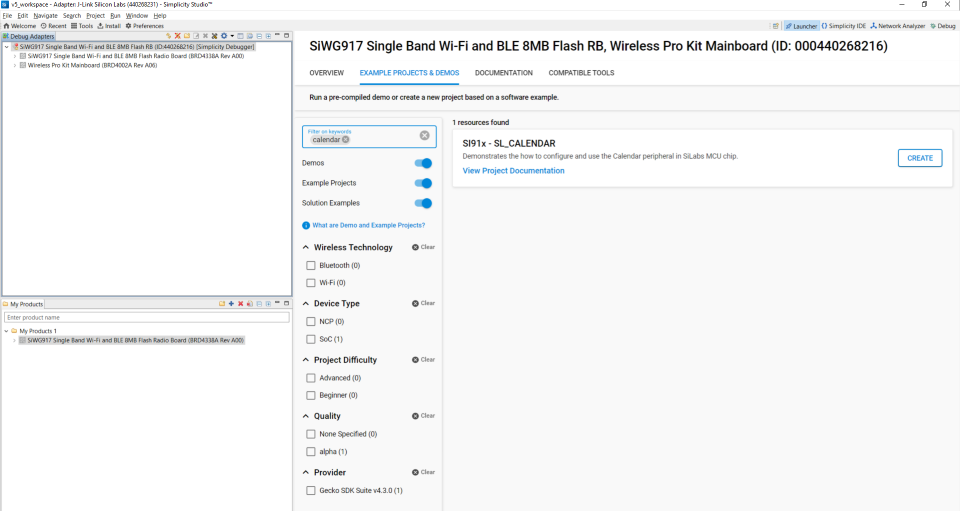 v5_workspace - Adapter: J-Link Silicon Labs (440268231) - Simplicity Studio™
File Edit Navigate Search Project Run Window Help
Welcome Recent Tools Install Preferences
Launcher Simplicity IDE Network Analyzer Debug
Debug Adapters
SiWG917 Single Band Wi-Fi and BLE 8MB Flash RB (ID:440268216) [Simplicity Debugger]
SiWG917 Single Band Wi-Fi and BLE 8MB Flash Radio Board (BRD4338A Rev A00)
Wireless Pro Kit Mainboard (BRD4002A Rev A06)
My Products
Enter product name
My Products 1
SiWG917 Single Band Wi-Fi and BLE 8MB Flash Radio Board (BRD4338A Rev A00)
SiWG917 Single Band Wi-Fi and BLE 8MB Flash RB, Wireless Pro Kit Mainboard (ID: 000440268216)
OVERVIEW EXAMPLE PROJECTS & DEMOS DOCUMENTATION COMPATIBLE TOOLS
Run a pre-compiled demo or create a new project based on a software example.
Filter on keywords
calendar
Demos
Example Projects
Solution Examples
What are Demo and Example Projects?
Wireless Technology Clear
Bluetooth (0)
Wi-Fi (0)
Device Type Clear
NCP (0)
SoC (1)
Project Difficulty Clear
Advanced (0)
Beginner (0)
Quality Clear
None Specified (0)
alpha (1)
Provider Clear
Gecko SDK Suite v4.3.0 (1)
1 resources found
SI91x - SL_CALENDAR
Demonstrates the how to configure and use the Calendar peripheral in SiLabs MCU chip.
View Project Documentation
CREATE